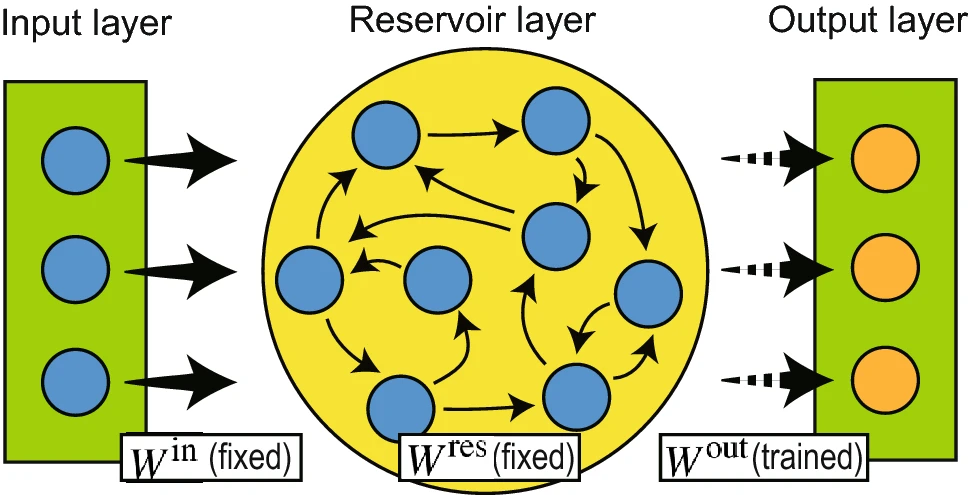 Input layer
Reservoir layer
Output layer
W^in (fixed)
W^res (fixed)
W^out (trained)